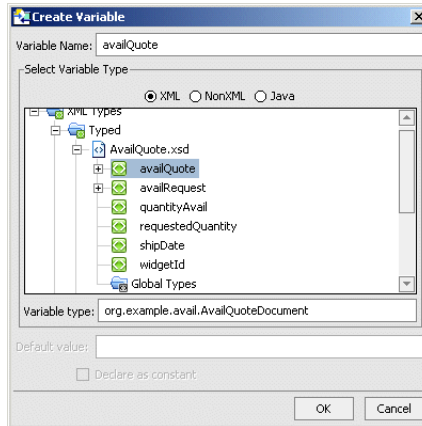 Create Variable
Variable Name: availQuote
Select Variable Type
XML NonXML Java
XML Types
Typed
AvailQuote.xsd
availQuote
availRequest
quantityAvail
requestedQuantity
shipDate
widgetId
Global Types
Variable type: org.example.avail.AvailQuoteDocument
Default value:
Declare as constant
OK Cancel